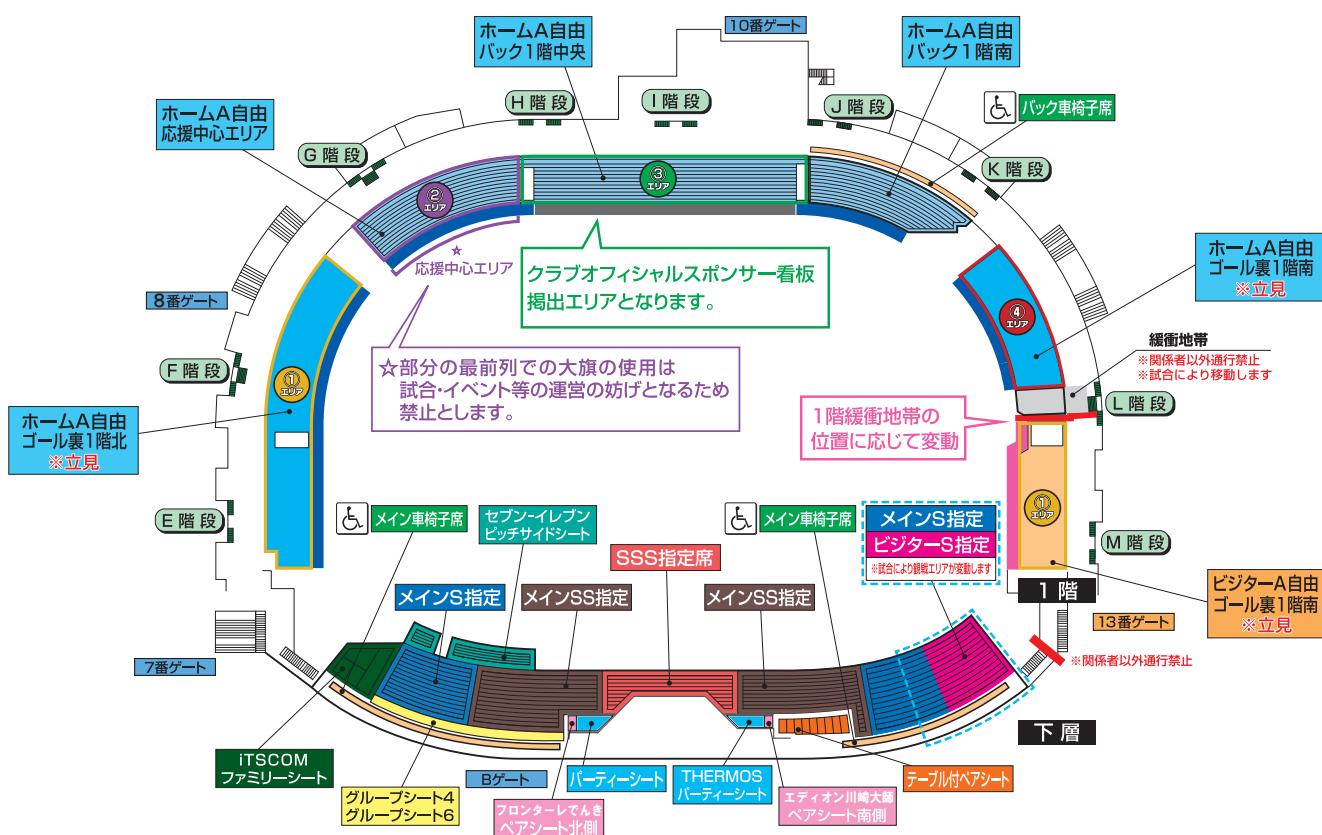 10番ゲート
ホームA自由
バック1階中央
ホームA自由
バック1階南
H階段
I階段
J階段
バック車椅子席
ホームA自由
応援中心エリア
G階段
K階段
②
エリア
③
エリア
☆
応援中心エリア
クラブオフィシャルスポンサー看板
掲出エリアとなります。
ホームA自由
ゴール裏1階南
※立見
8番ゲート
④
エリア
緩衝地帯
※関係者以外通行禁止
※試合により移動します
☆部分の最前列での大旗の使用は
試合・イベント等の運営の妨げとなるため
禁止とします。
F階段
①
エリア
L階段
1階緩衝地帯の
位置に応じて変動
ホームA自由
ゴール裏1階北
※立見
E階段
メイン車椅子席
セブン-イレブン
ピッチサイドシート
メイン車椅子席
メインS指定
ビジターS指定
※試合により観戦エリアが変動します
①
エリア
M階段
SSS指定席
メインS指定
メインSS指定
メインSS指定
1階
ビジターA自由
ゴール裏1階南
※立見
13番ゲート
7番ゲート
※関係者以外通行禁止
下層
iTSCOM
ファミリーシート
グループシート4
グループシート6
Bゲート
フロンターレでんき
ペアシート北側
パーティーシート
THERMOS
パーティーシート
エディオン川崎大師
ペアシート南側
テーブル付ペアシート